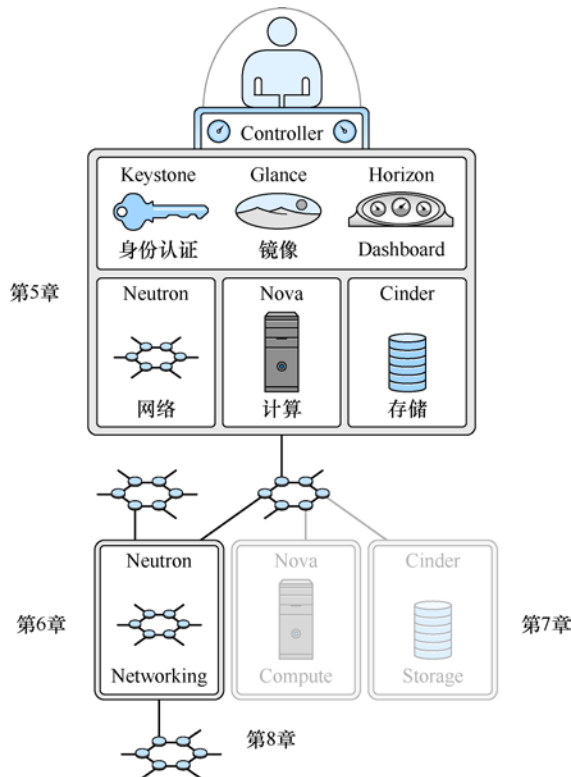 Controller
Keystone
Glance
Horizon
身份认证
镜像
Dashboard
第5章
Neutron
Nova
Cinder
网络
计算
存储
Neutron
Nova
Cinder
第6章
第7章
Networking
Compute
Storage
第8章